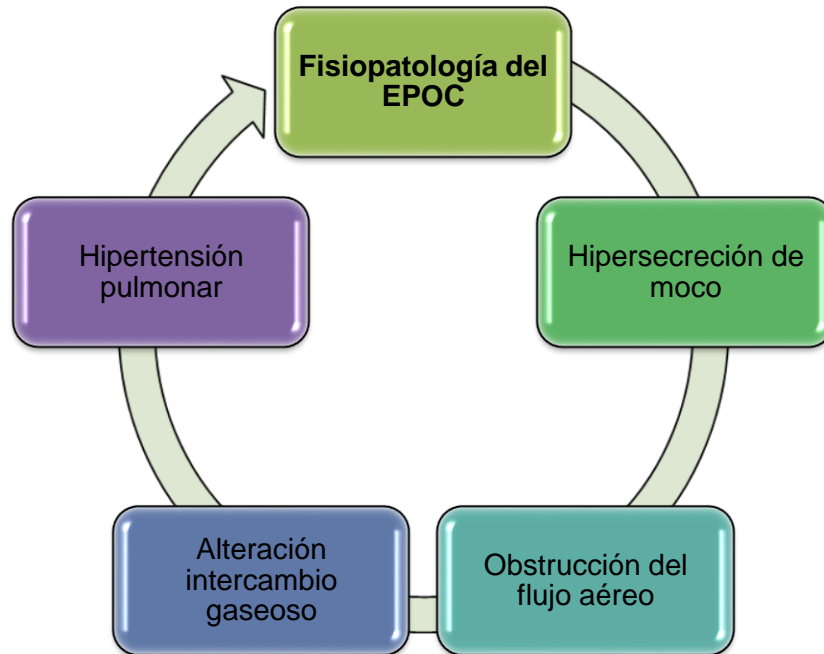 Fisiopatología del
EPOC
Hipersecreción de
moco
Obstrucción del
flujo aéreo
Alteración
intercambio
gaseoso
Hipertensión
pulmonar